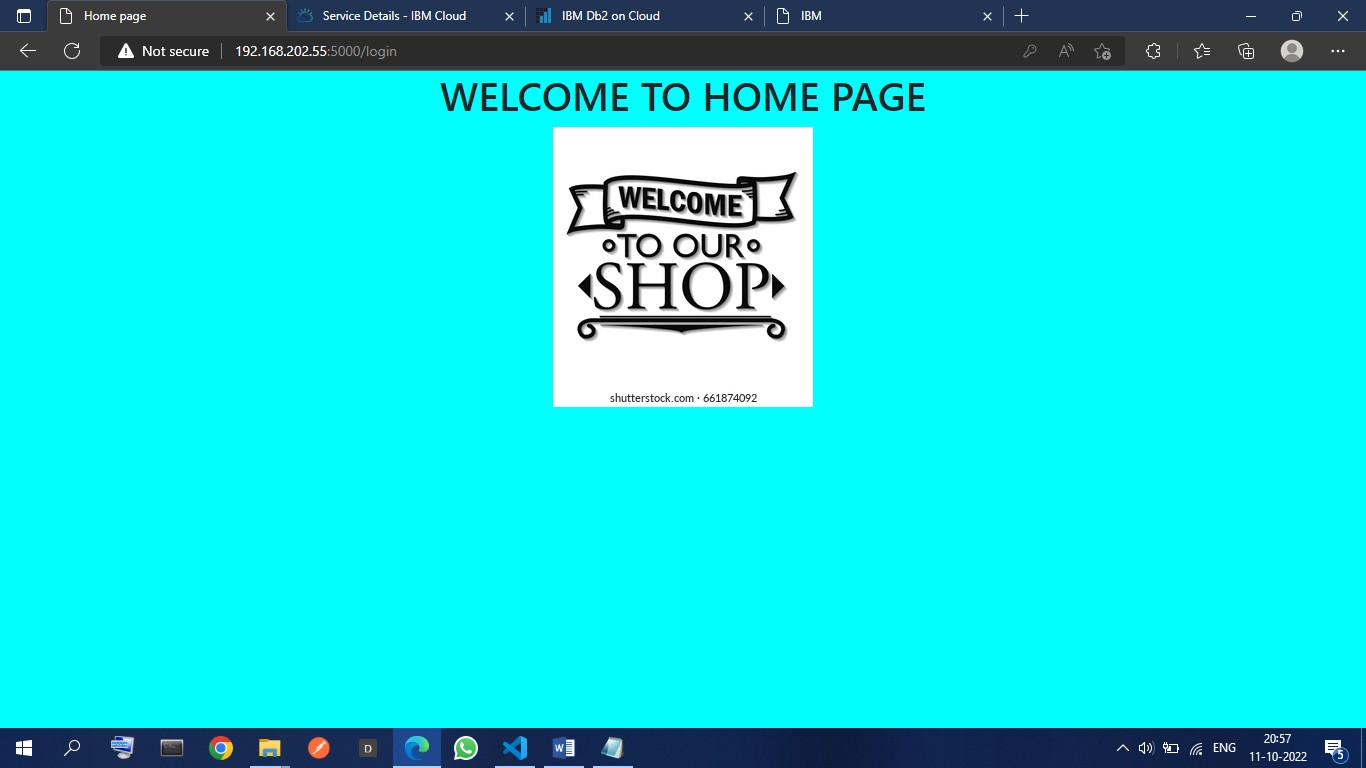 Home page
Service Details - IBM Cloud
IBM Db2 on Cloud
IBM
Not secure
192.168.202.55:5000/login
WELCOME TO HOME PAGE
WELCOME
TO OUR
SHOP
shutterstock.com · 661874092
D
W
ENG
20:57
11-10-2022
5